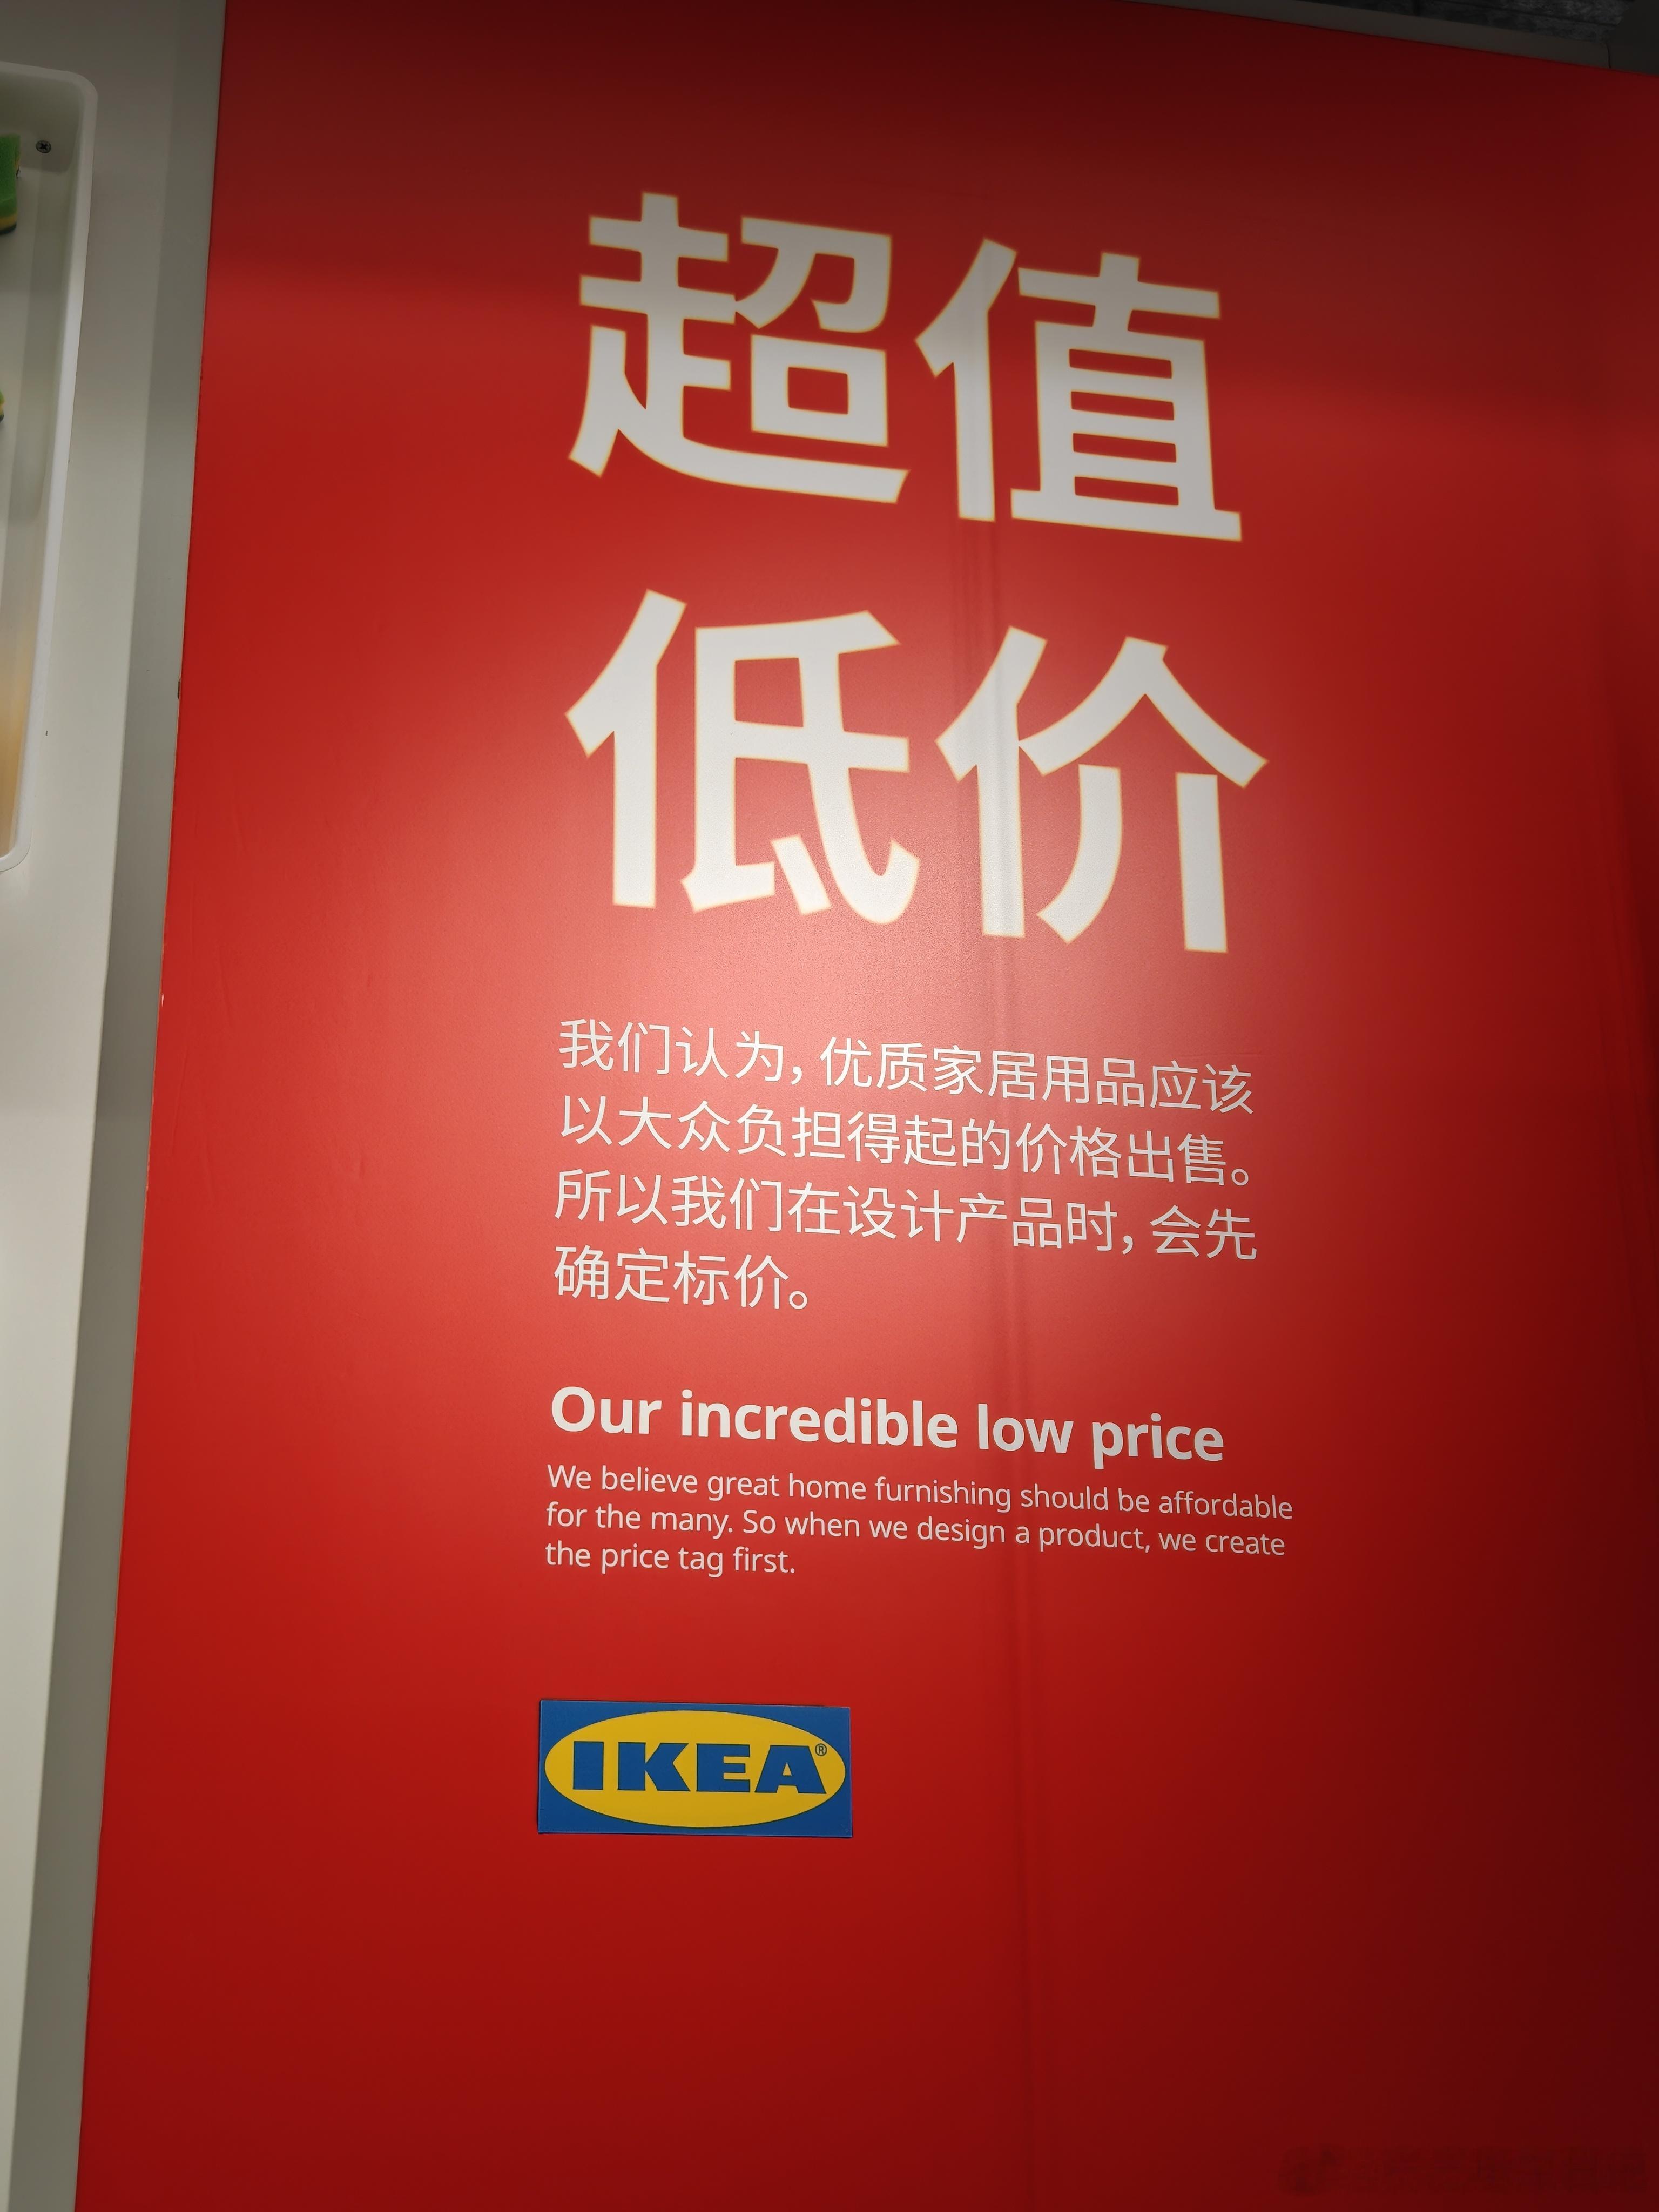 超值
低价
我们认为，优质家居用品应该
以大众负担得起的价格出售。
所以我们在设计产品时，会先
确定标价。
Our incredible low price
We believe great home furnishing should be affordable
for the many. So when we design a product, we create
the price tag first.
IKEA®